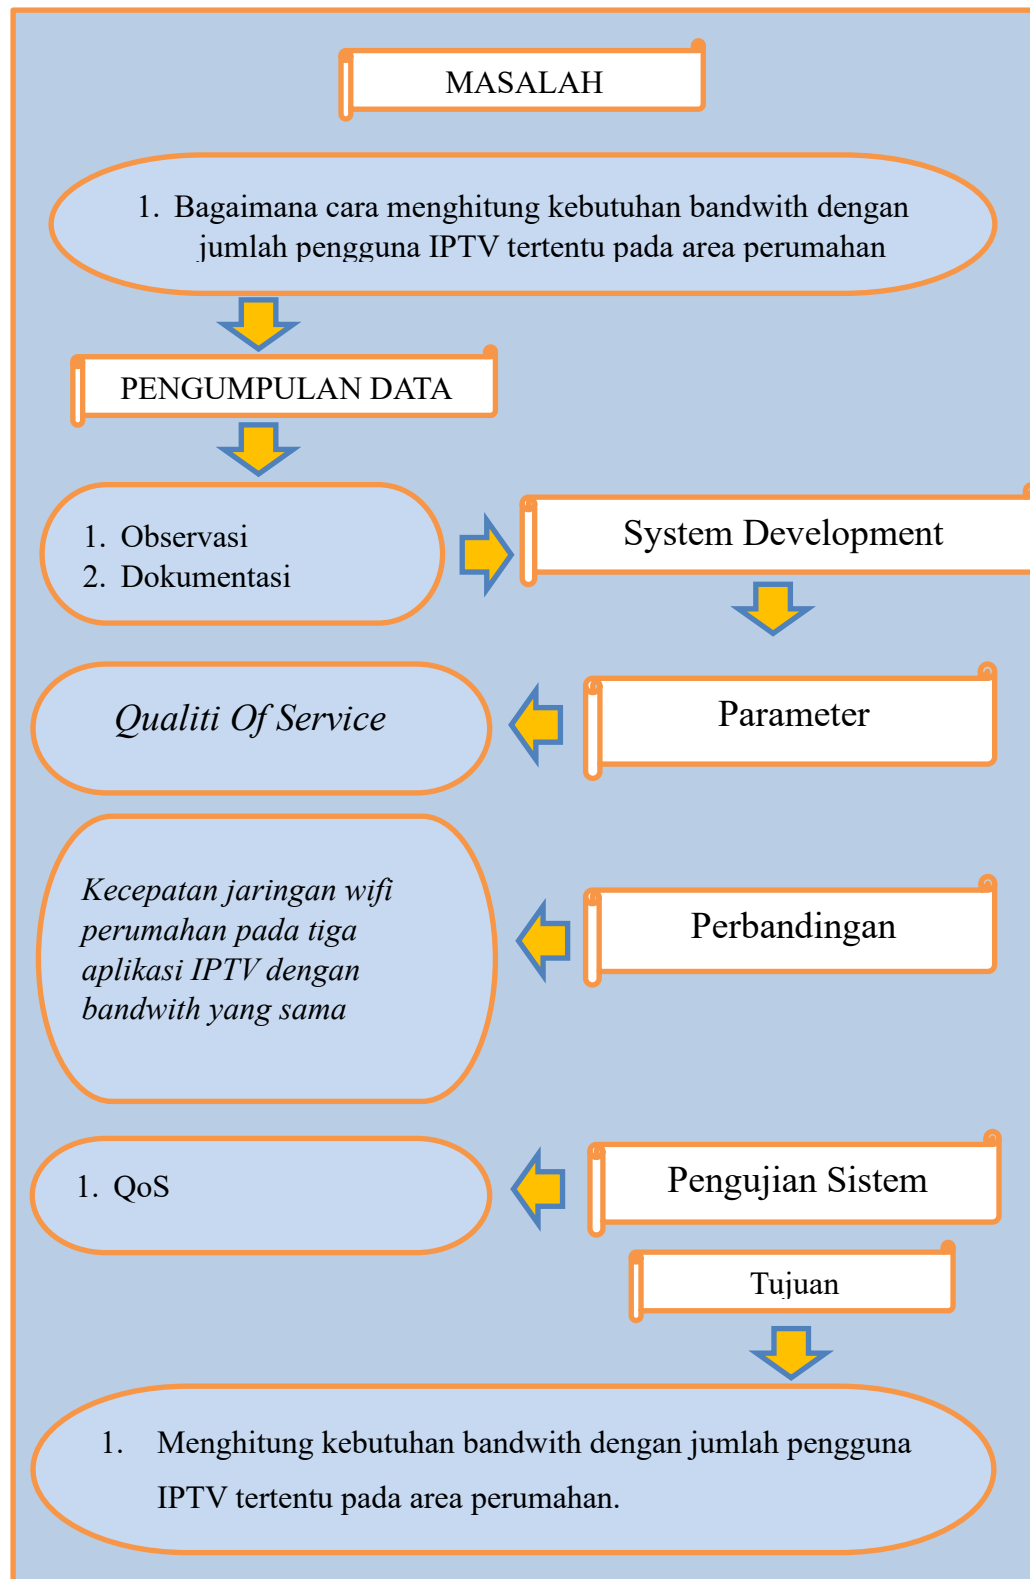 MASALAH
1. Bagaimana cara menghitung kebutuhan bandwith dengan
jumlah pengguna IPTV tertentu pada area perumahan
PENGUMPULAN DATA
1. Observasi
2. Dokumentasi
System Development
Qualiti Of Service
Parameter
Kecepatan jaringan wifi
perumahan pada tiga
aplikasi IPTV dengan
bandwith yang sama
Perbandingan
1. QoS
Pengujian Sistem
Tujuan
1. Menghitung kebutuhan bandwith dengan jumlah pengguna
IPTV tertentu pada area perumahan.